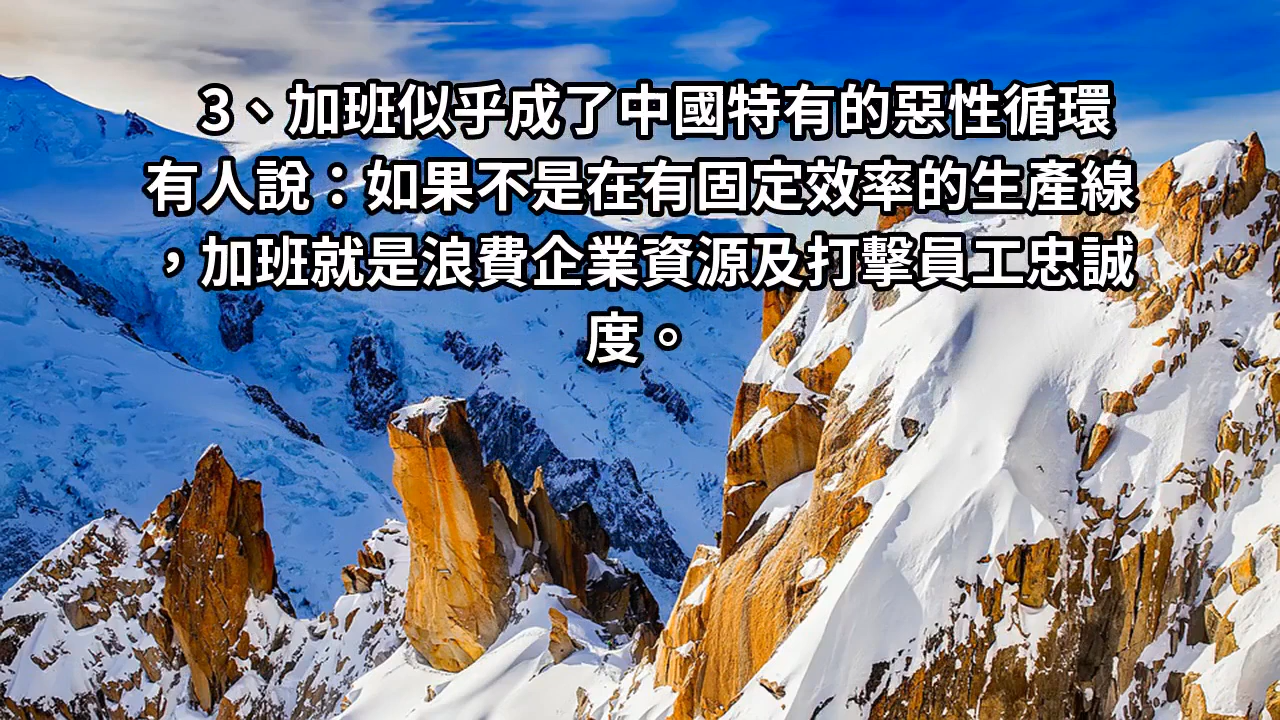 3、加班似乎成了中國特有的惡性循環
有人說：如果不是在有固定效率的生產線
，加班就是浪費企業資源及打擊員工忠誠
度。